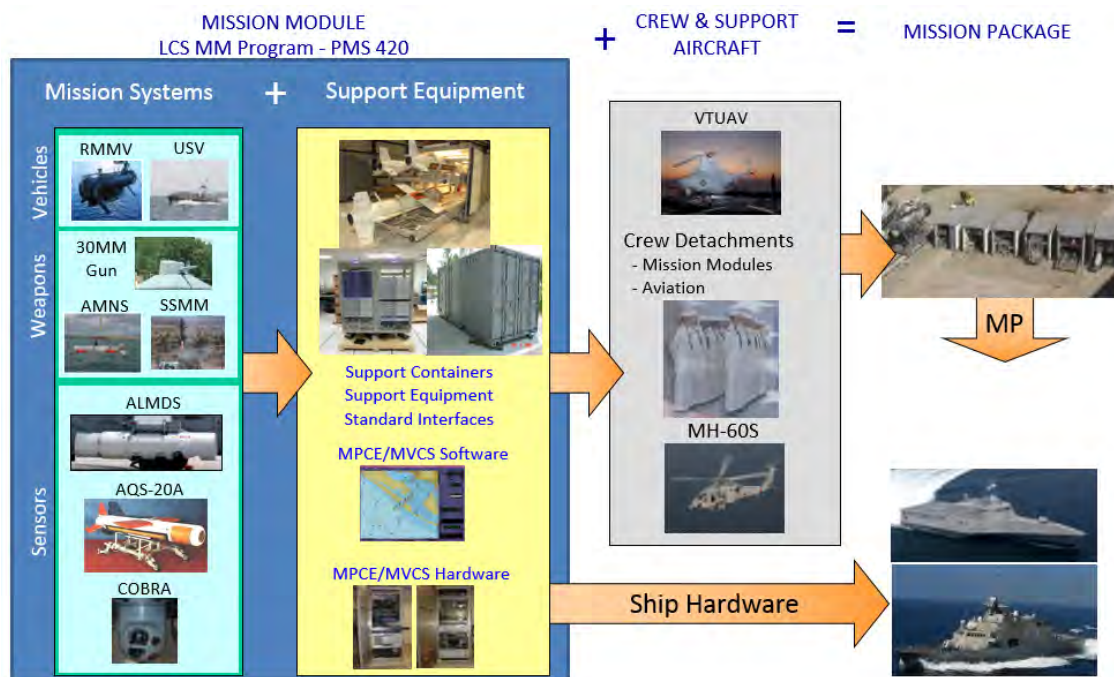 MISSION MODULE
LCS MM Program - PMS 420
+
CREW & SUPPORT
AIRCRAFT
=
MISSION PACKAGE
Mission Systems
+
Support Equipment
Vehicles
RMMV
USV
Weapons
30MM
Gun
AMNS
SSMM
Sensors
ALMDS
AQS-20A
COBRA
Support Containers
Support Equipment
Standard Interfaces
MPCE/MVCS Software
MPCE/MVCS Hardware
VTUAV
Crew Detachments
- Mission Modules
- Aviation
MH-60S
MP
Ship Hardware